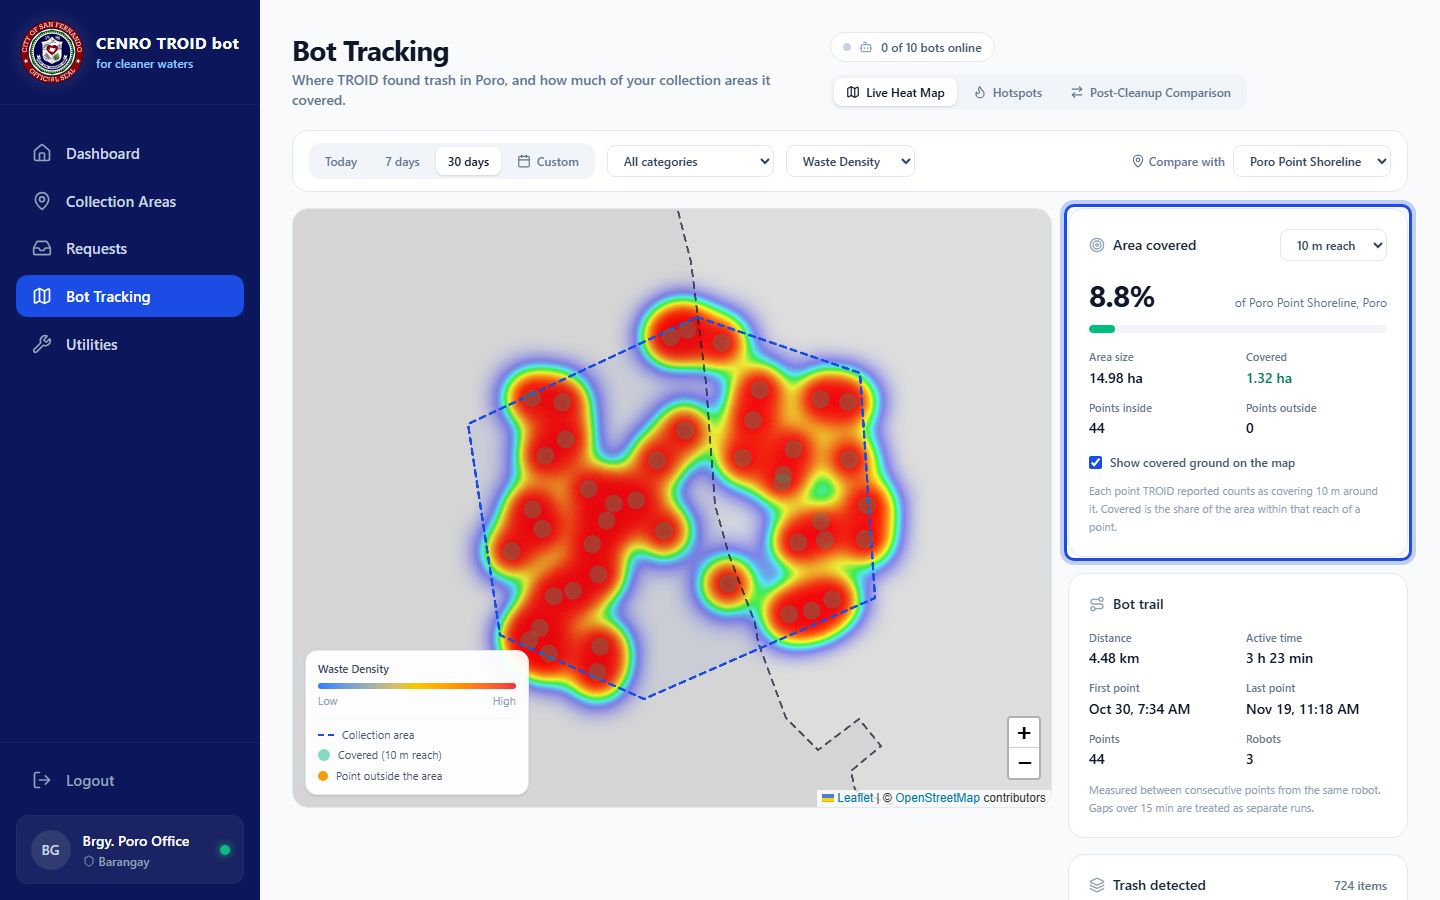 CITY OF SAN FERNANDO
OFFICIAL SEAL
CENRO TROID bot
for cleaner waters
Dashboard
Collection Areas
Requests
Bot Tracking
Utilities
Logout
BG
Brgy. Poro Office
Barangay
Bot Tracking
Where TROID found trash in Poro, and how much of your collection areas it
covered.
0 of 10 bots online
Live Heat Map
Hotspots
Post-Cleanup Comparison
Today
7 days
30 days
Custom
All categories
Waste Density
Compare with
Poro Point Shoreline
Waste Density
Low
High
Collection area
Covered (10 m reach)
Point outside the area
+
−
Leaflet | © OpenStreetMap contributors
Area covered
10 m reach
8.8%
of Poro Point Shoreline, Poro
Area size
Covered
14.98 ha
1.32 ha
Points inside
Points outside
44
0
Show covered ground on the map
Each point TROID reported counts as covering 10 m around
it. Covered is the share of the area within that reach of a
point.
Bot trail
Distance
Active time
4.48 km
3 h 23 min
First point
Last point
Oct 30, 7:34 AM
Nov 19, 11:18 AM
Points
Robots
44
3
Measured between consecutive points from the same robot.
Gaps over 15 min are treated as separate runs.
Trash detected
724 items